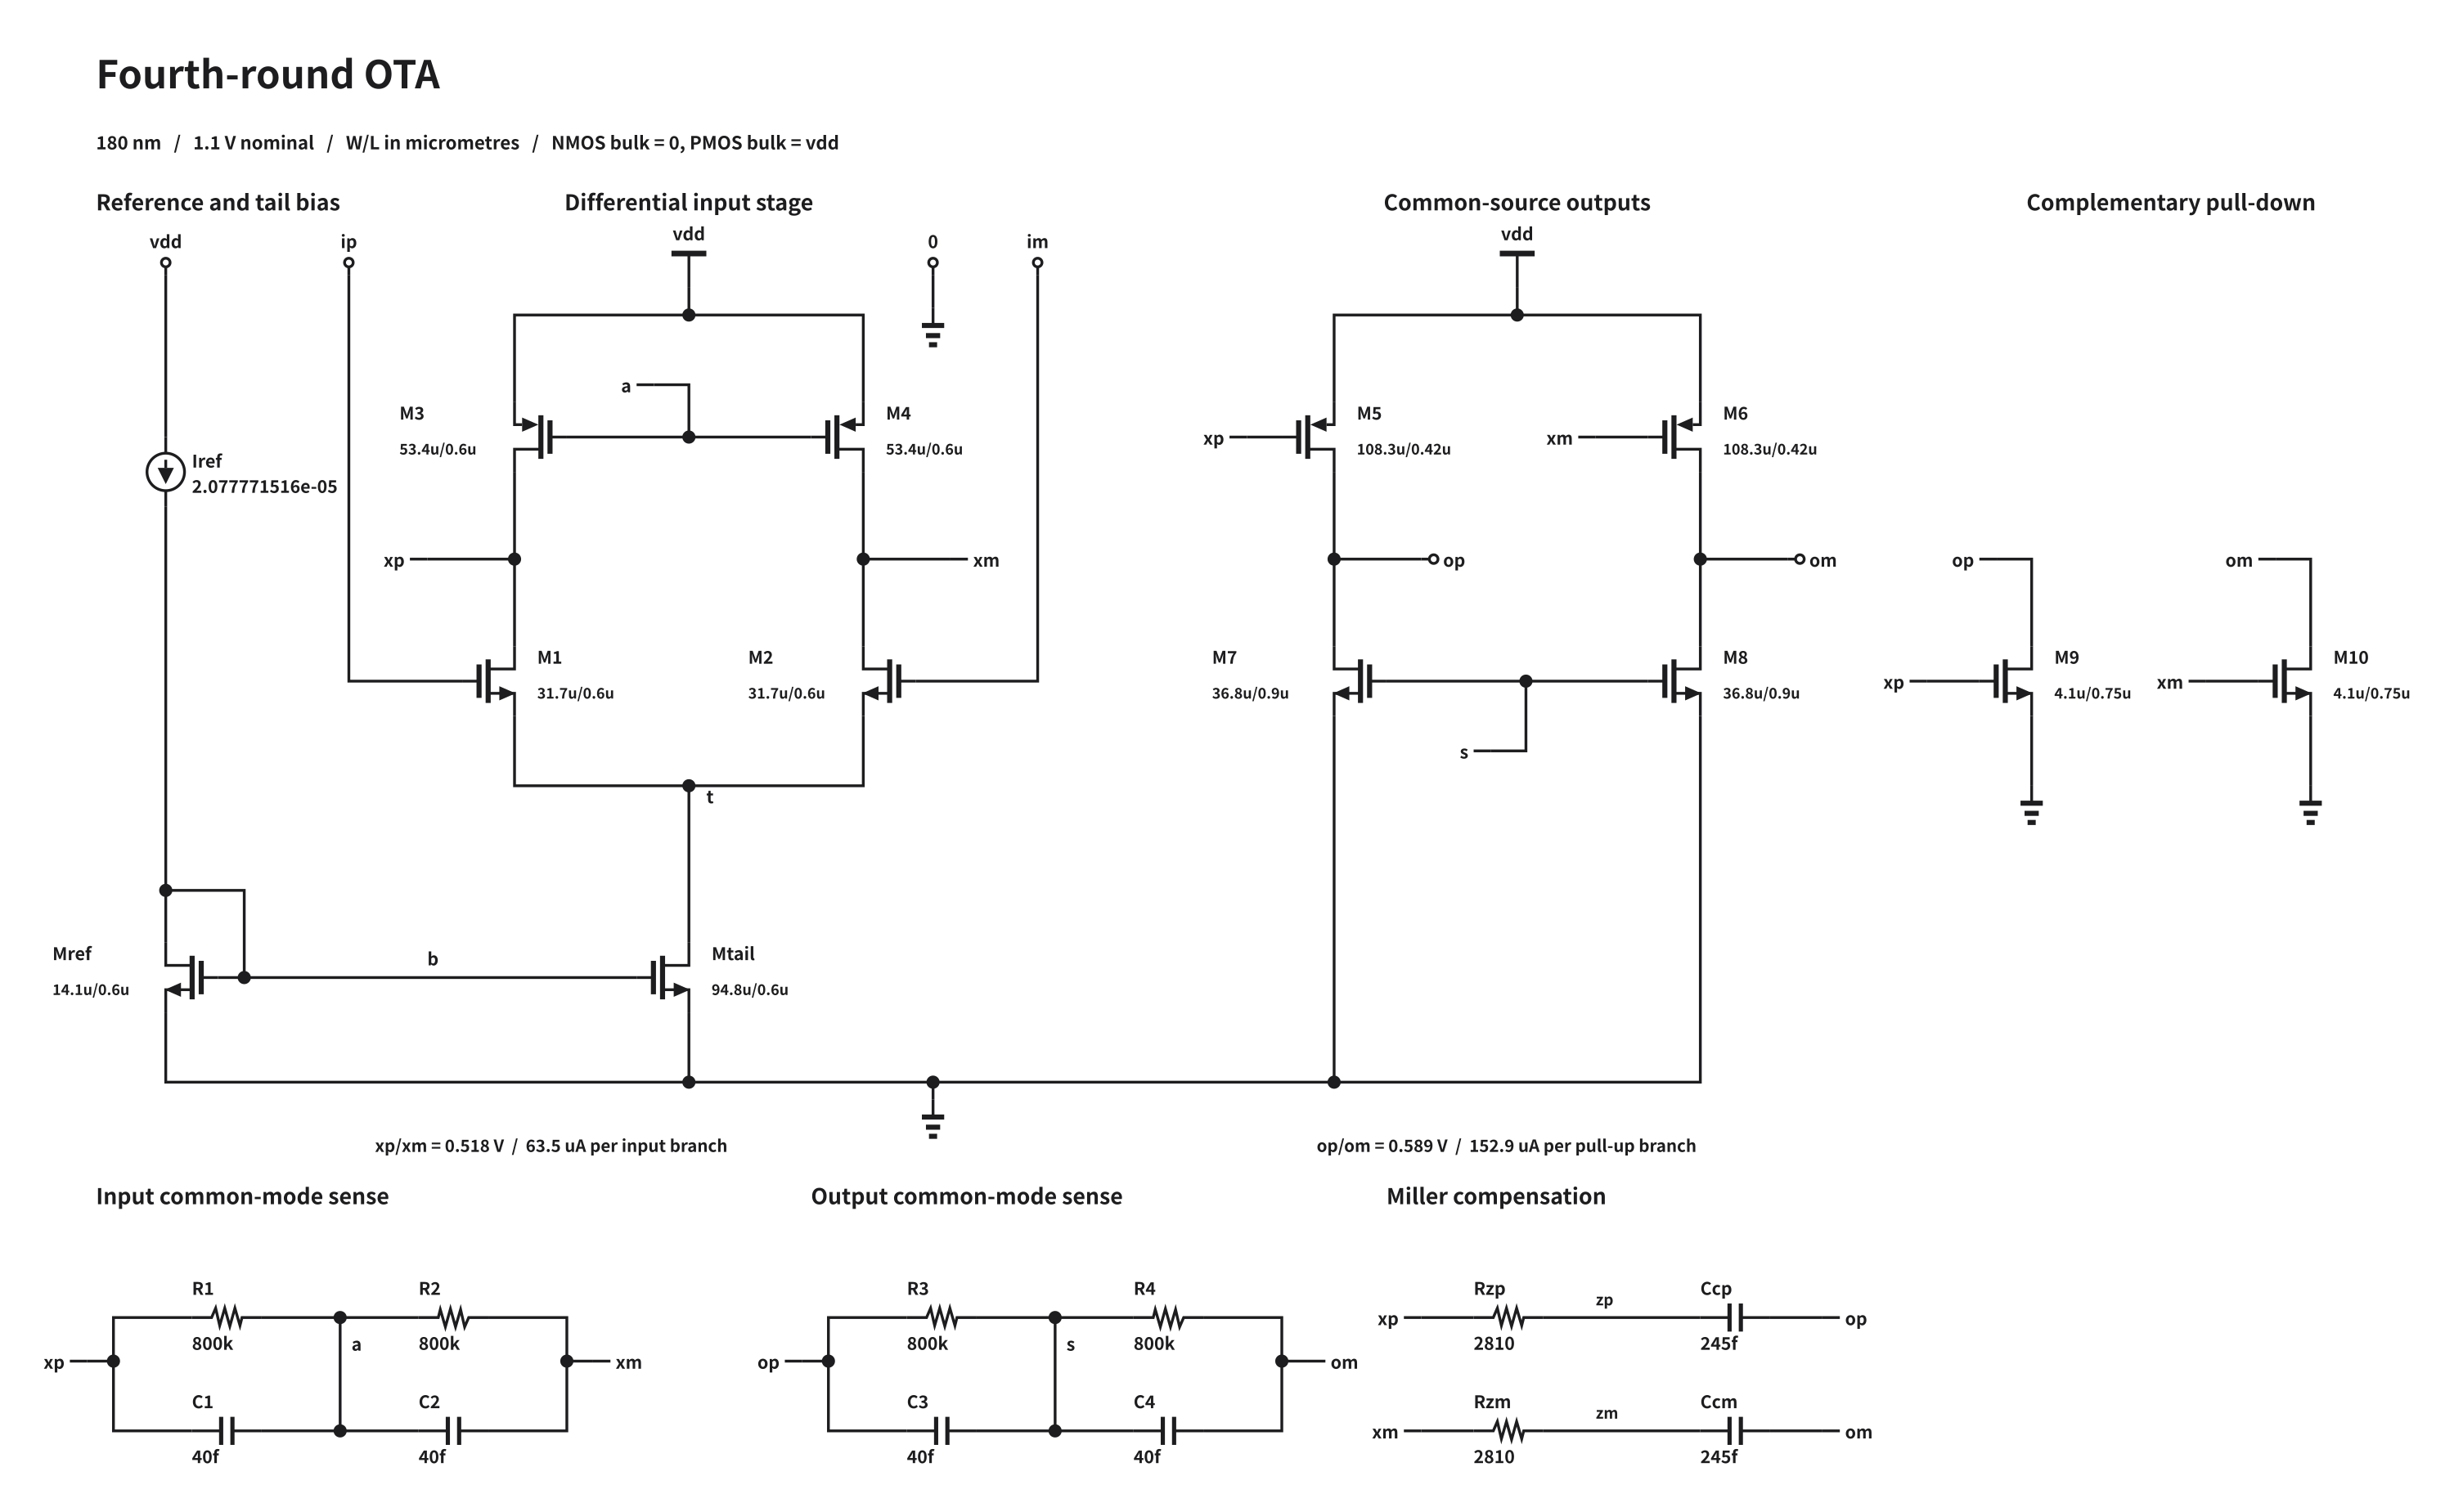 Fourth-round OTA
180 nm / 1.1 V nominal / W/L in micrometres / NMOS bulk = 0, PMOS bulk = vdd
Reference and tail bias
Differential input stage
Common-source outputs
Complementary pull-down
vdd
ip
vdd
0
im
vdd
a
M3
53.4u/0.6u
M4
53.4u/0.6u
xp
M5
108.3u/0.42u
xm
M6
108.3u/0.42u
Iref
2.077771516e-05
xp
xm
op
om
op
om
M1
31.7u/0.6u
M2
31.7u/0.6u
M7
36.8u/0.9u
M8
36.8u/0.9u
xp
M9
4.1u/0.75u
xm
M10
4.1u/0.75u
s
t
Mref
14.1u/0.6u
b
Mtail
94.8u/0.6u
xp/xm = 0.518 V / 63.5 uA per input branch
op/om = 0.589 V / 152.9 uA per pull-up branch
Input common-mode sense
Output common-mode sense
Miller compensation
R1
800k
R2
800k
a
xp
xm
C1
40f
C2
40f
R3
800k
R4
800k
s
op
om
C3
40f
C4
40f
xp
Rzp
2810
zp
Ccp
245f
op
xm
Rzm
2810
zm
Ccm
245f
om